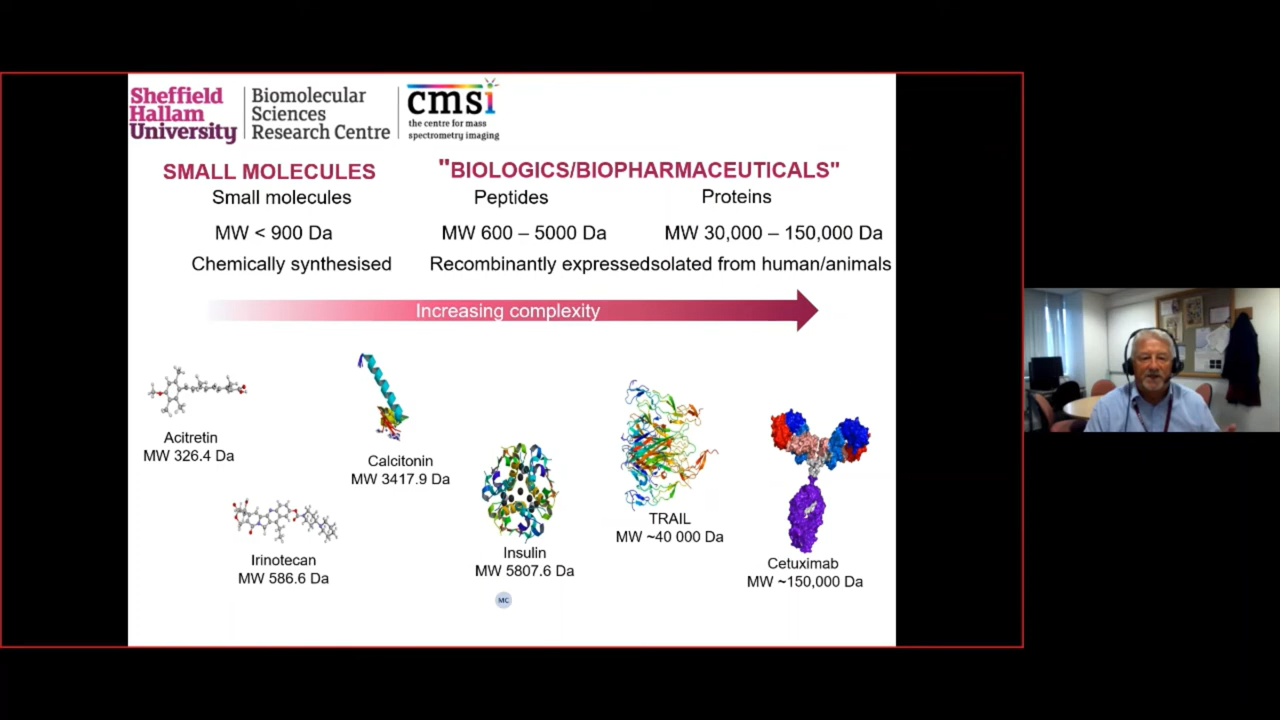 Sheffield
Hallam
University
Biomolecular
Sciences
Research Centre
cmsi
the centre for mass
spectrometry imaging
SMALL MOLECULES
"BIOLOGICS/BIOPHARMACEUTICALS"
Small molecules
Peptides
Proteins
MW < 900 Da
MW 600 – 5000 Da
MW 30,000 – 150,000 Da
Chemically synthesised
Recombinantly expressedsolated from human/animals
Increasing complexity
Acitretin
MW 326.4 Da
Calcitonin
MW 3417.9 Da
Irinotecan
MW 586.6 Da
Insulin
MW 5807.6 Da
TRAIL
MW ~40 000 Da
Cetuximab
MW ~150,000 Da
MC